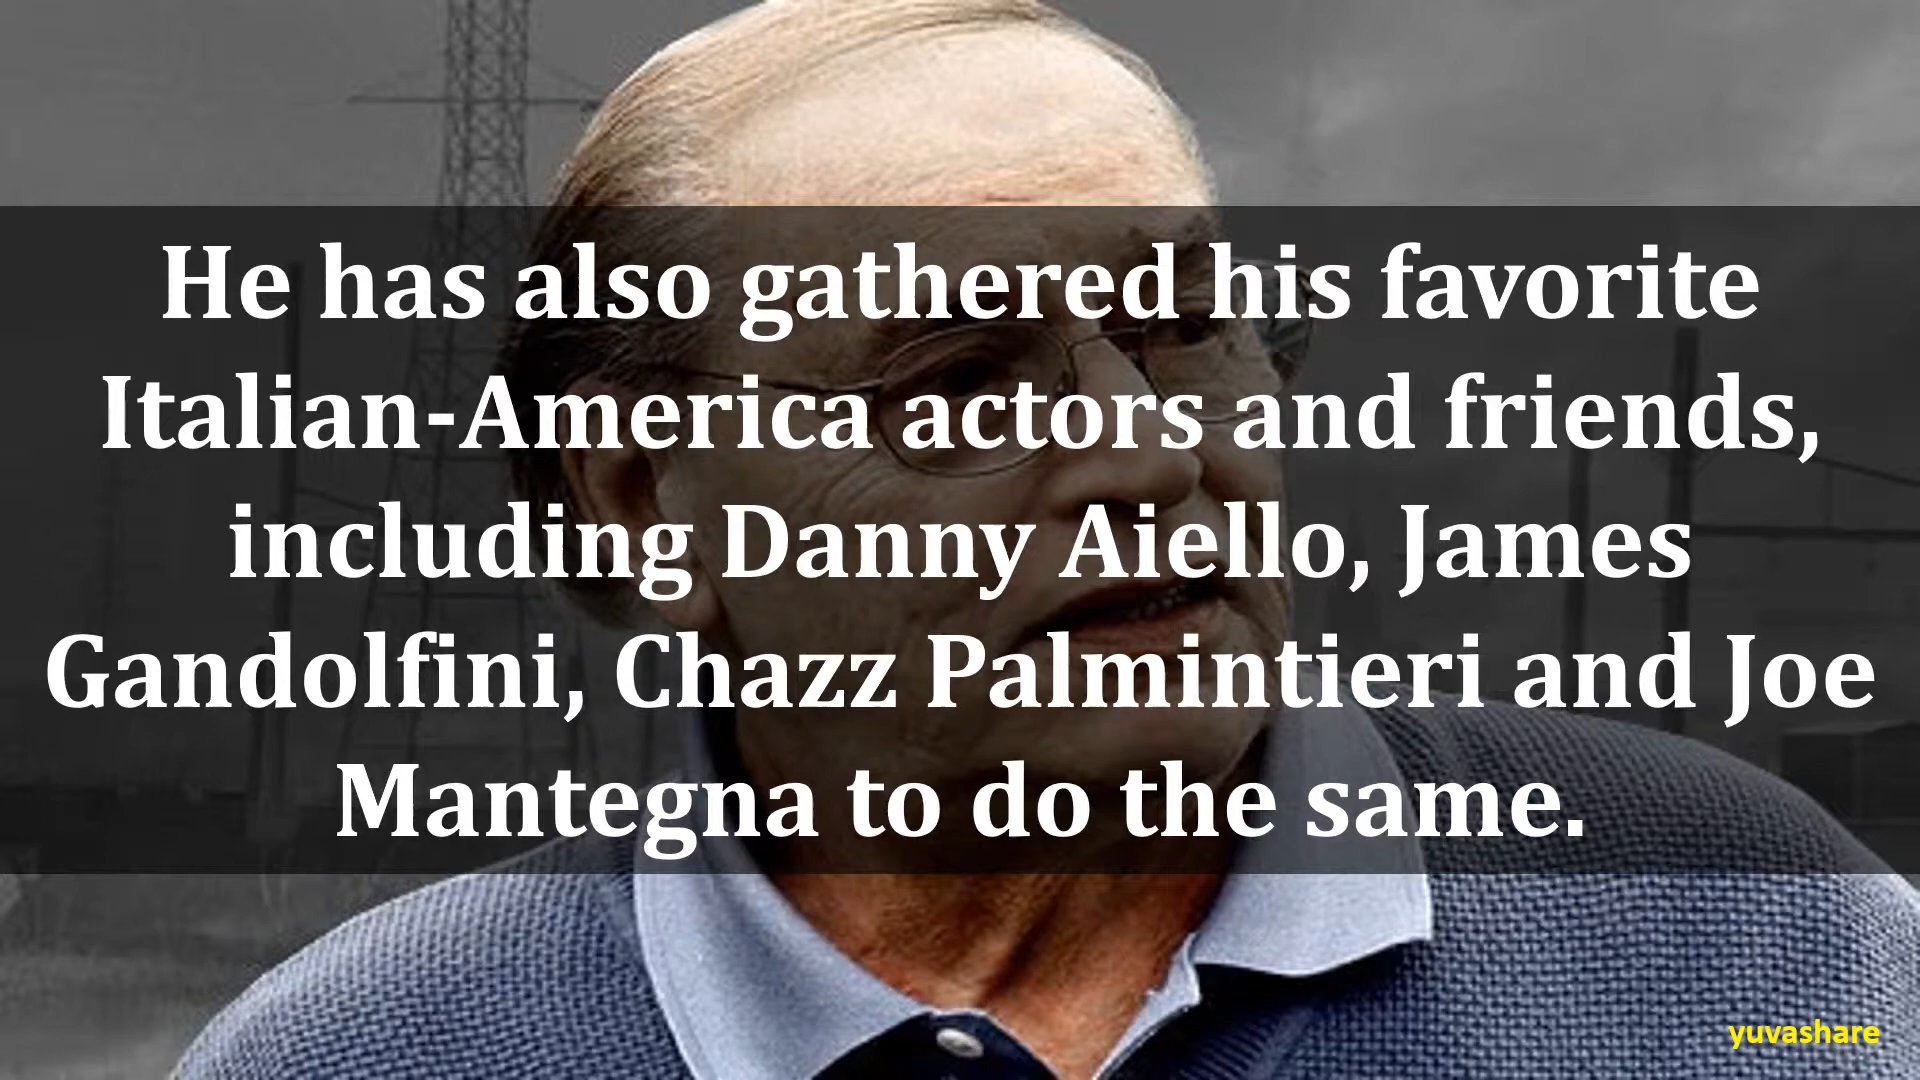 He has also gathered his favorite
Italian-America actors and friends,
including Danny Aiello, James
Gandolfini, Chazz Palmintieri and Joe
Mantegna to do the same.
yuvashare